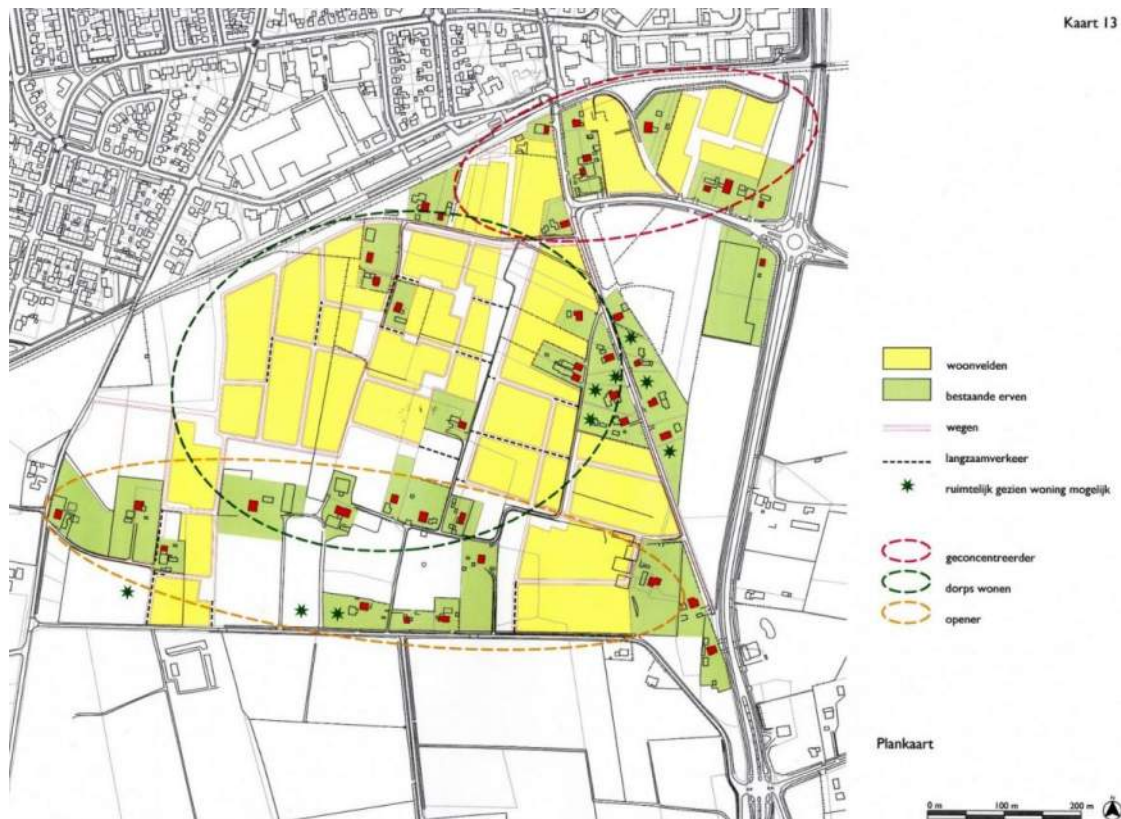 Kaart 13
woonvelden
bestaande erven
wegen
langzaamverkeer
ruimtelijk gezien woning mogelijk
geconcentreerder
dorps wonen
opener
Plankaart
0 m 100 m 200 m
N